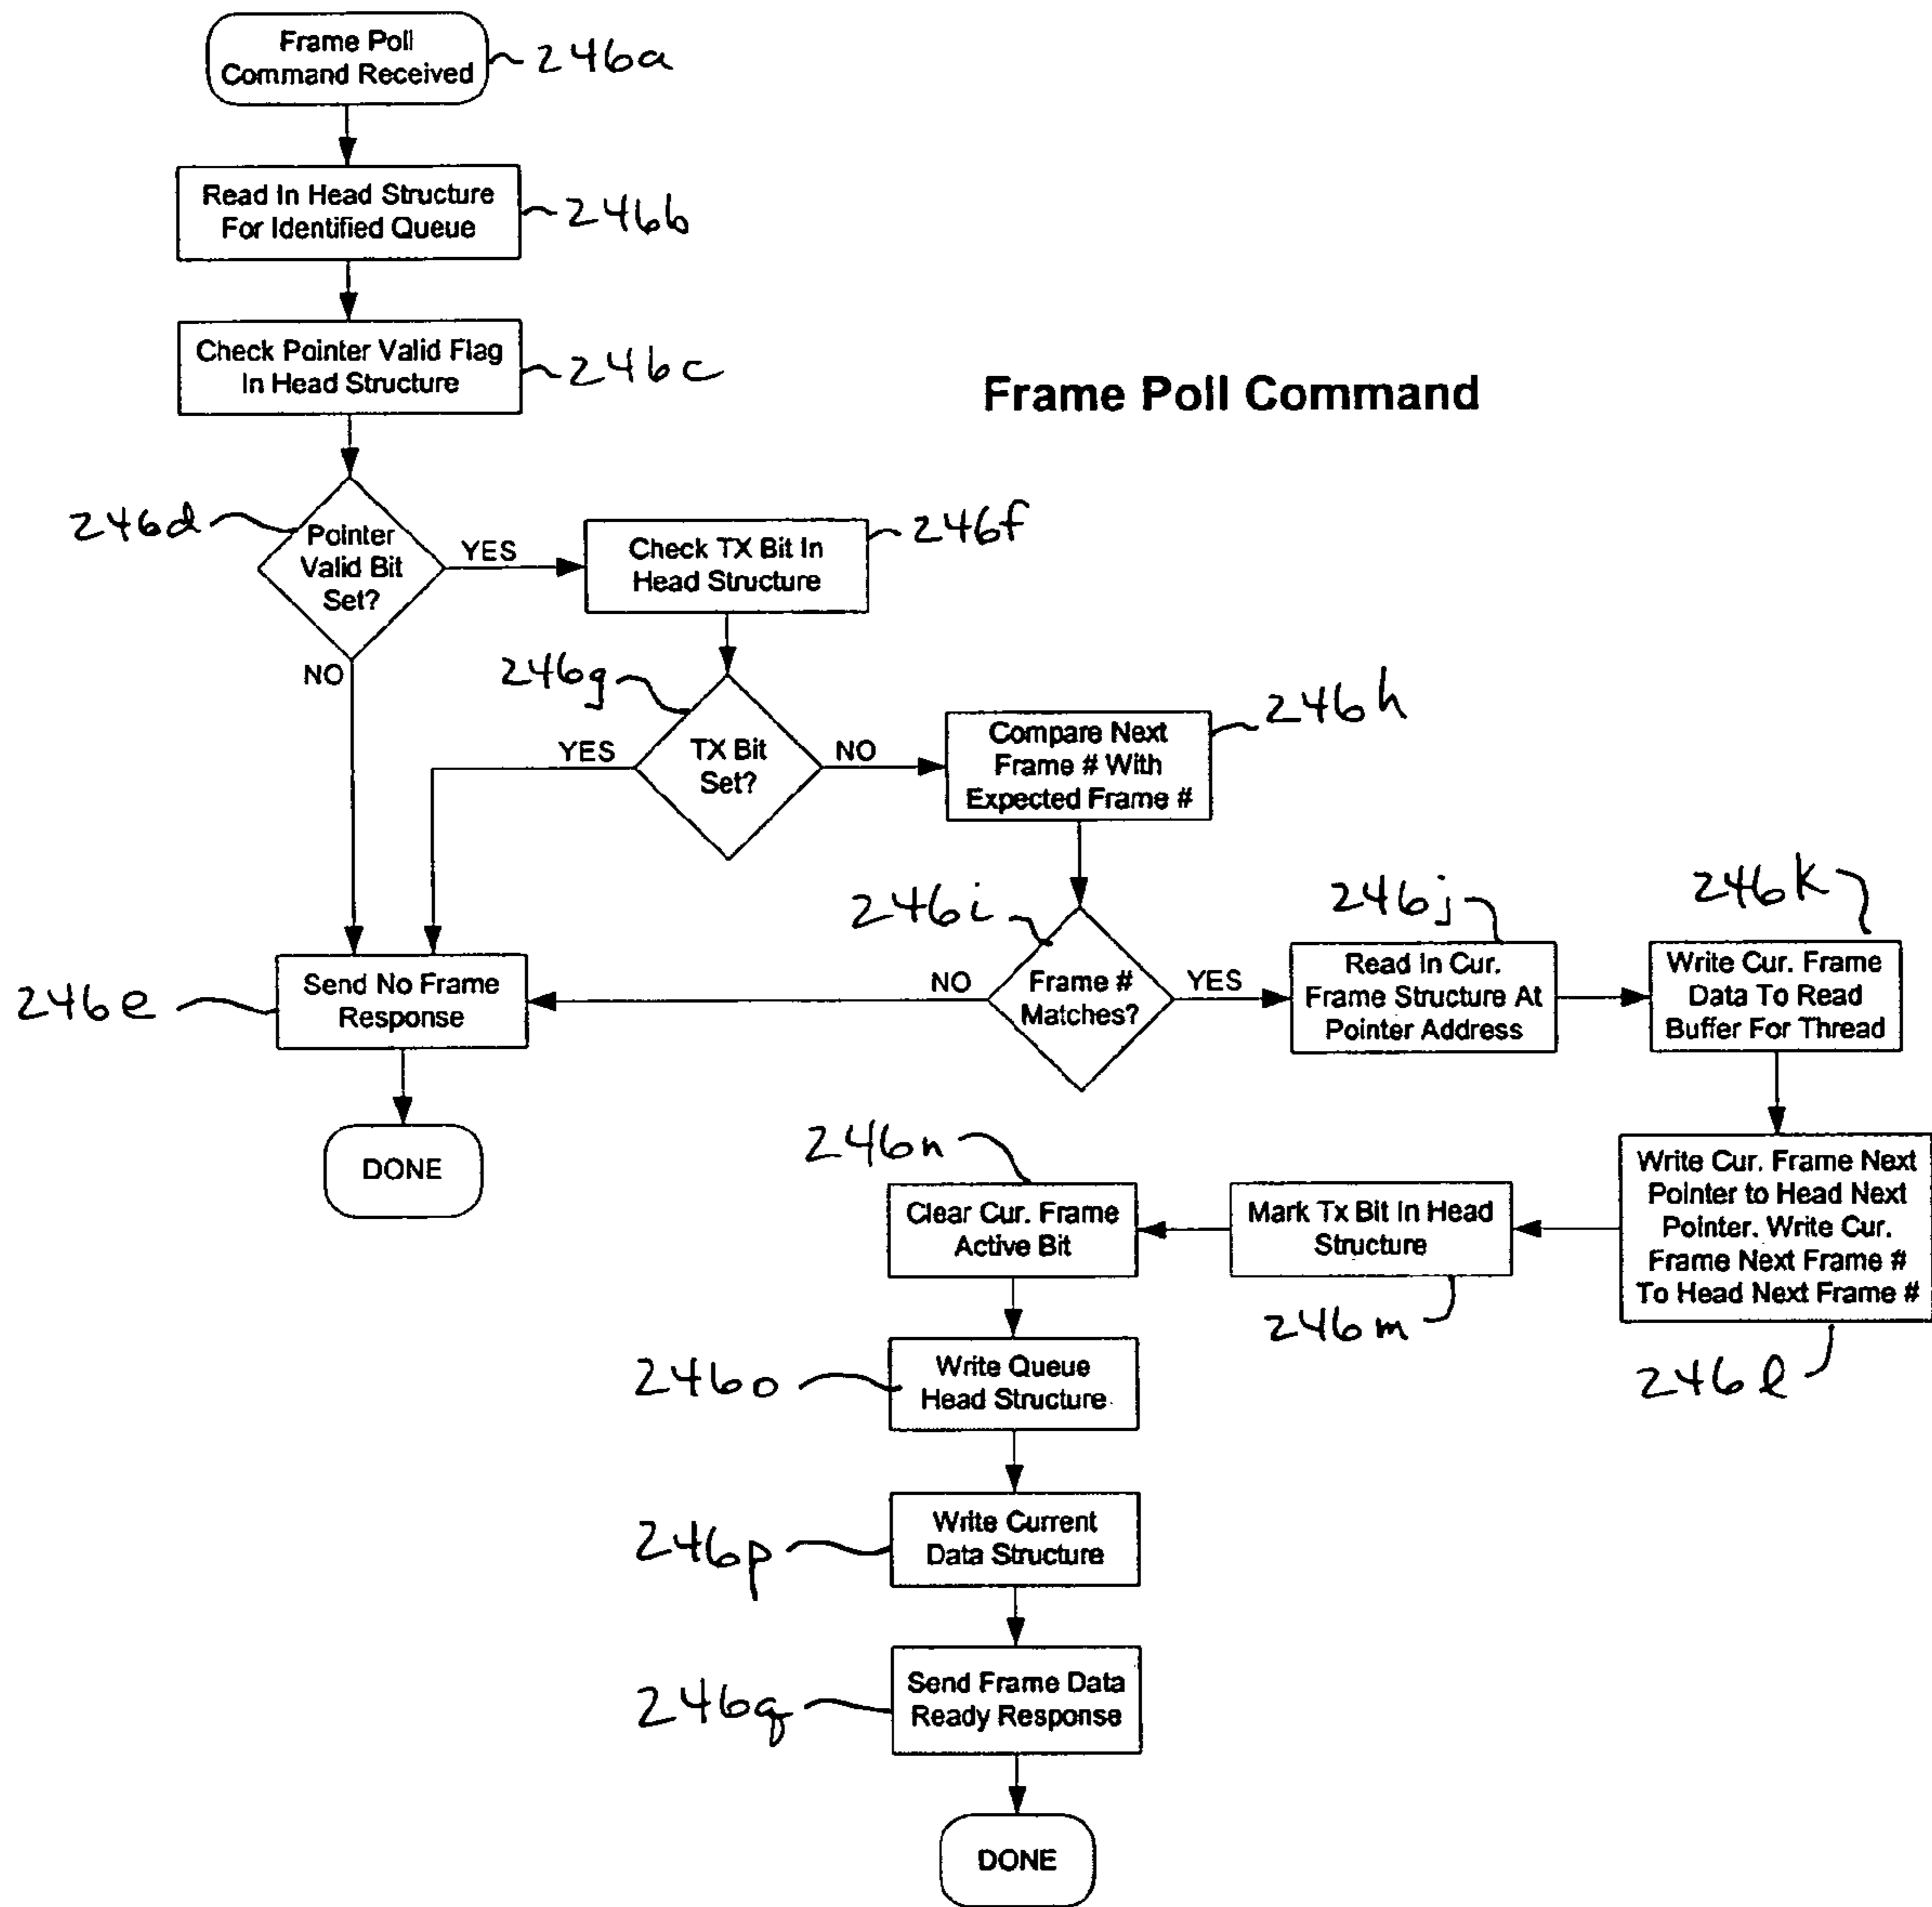 Frame Poll
Command Received
246a
Read In Head Structure
For Identified Queue
246b
Check Pointer Valid Flag
In Head Structure
246c
Frame Poll Command
246d
Pointer
Valid Bit
Set?
YES
NO
Check TX Bit In
Head Structure
246f
246g
TX Bit
Set?
YES
NO
Compare Next
Frame # With
Expected Frame #
246h
246e
Send No Frame
Response
DONE
246i
NO
Frame #
Matches?
YES
246j
Read In Cur.
Frame Structure At
Pointer Address
246k
Write Cur. Frame
Data To Read
Buffer For Thread
Write Cur. Frame Next
Pointer to Head Next
Pointer. Write Cur.
Frame Next Frame #
To Head Next Frame #
246l
Mark Tx Bit In Head
Structure
246m
246n
Clear Cur. Frame
Active Bit
246o
Write Queue
Head Structure
246p
Write Current
Data Structure
246q
Send Frame Data
Ready Response
DONE